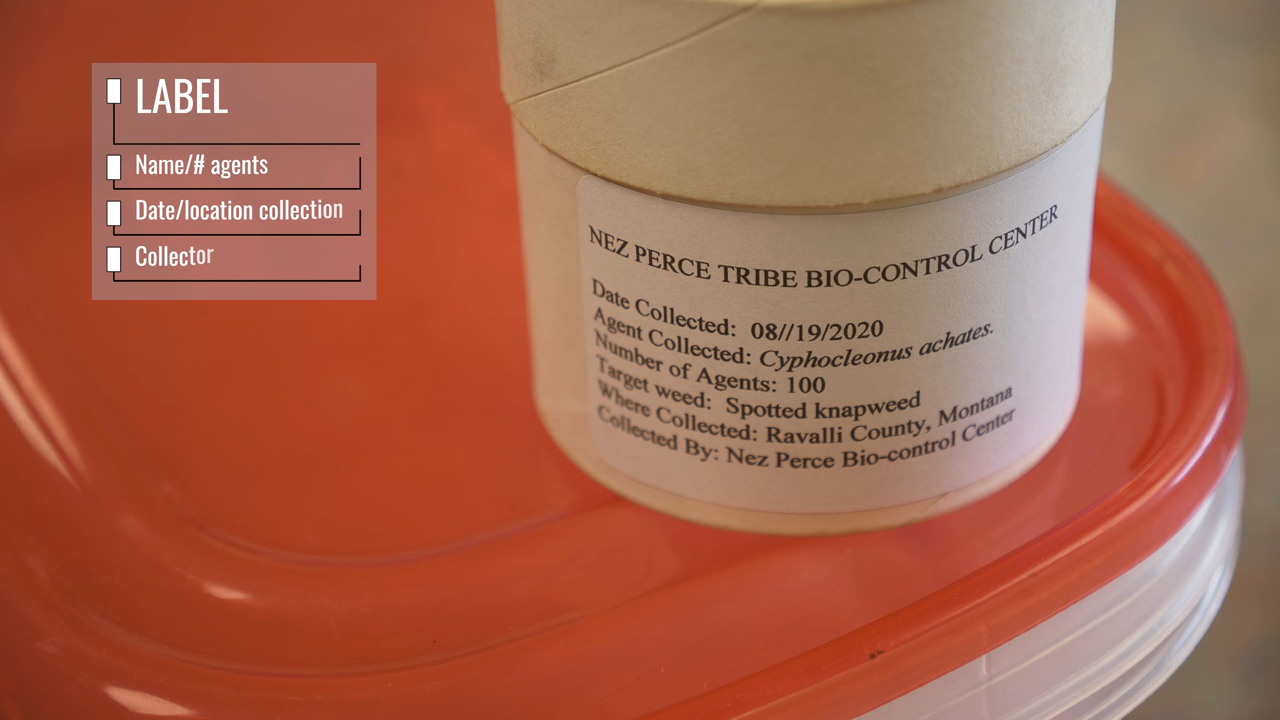 LABEL
Name/# agents
Date/location collection
Collector
NEZ PERCE TRIBE BIO-CONTROL CENTER
Date Collected: 08//19/2020
Agent Collected: Cyphocleonus achates.
Number of Agents: 100
Target weed: Spotted knapweed
Where Collected: Ravalli County, Montana
Collected By: Nez Perce Bio-control Center